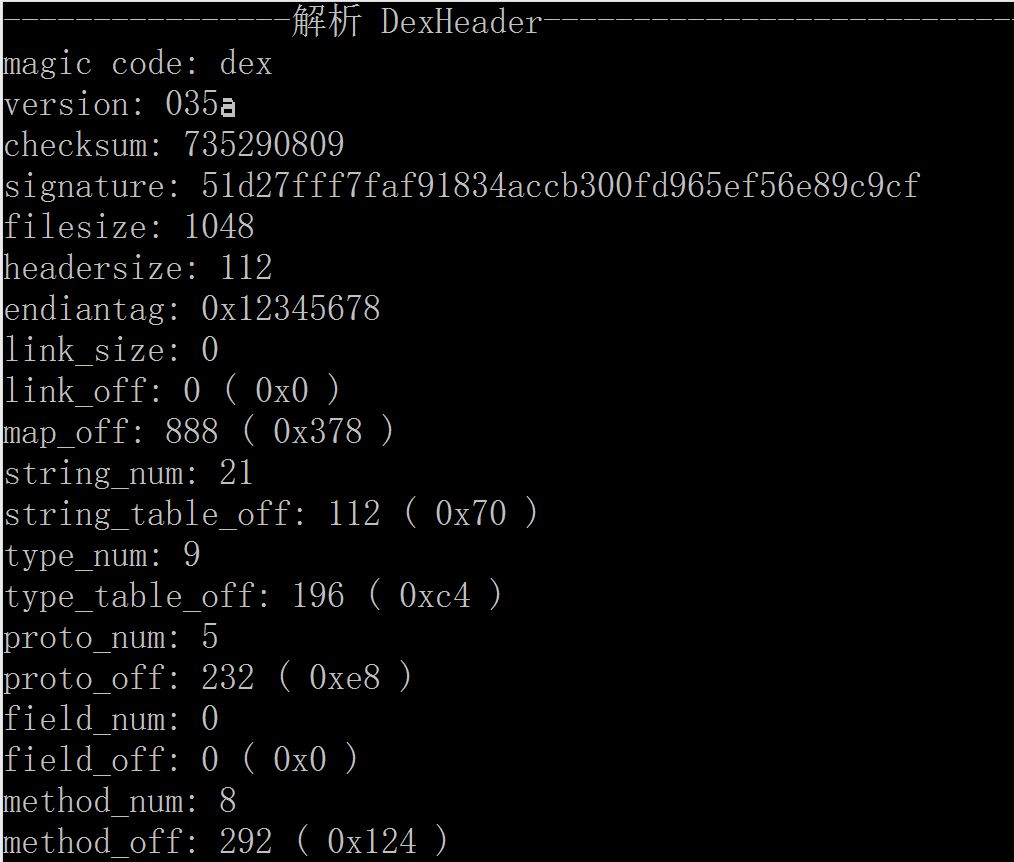 ----------------解析 DexHeader--------------------------
magic code: dex
version: 035a
checksum: 735290809
signature: 51d27fff7faf91834accb300fd965ef56e89c9cf
filesize: 1048
headersize: 112
endiantag: 0x12345678
link_size: 0
link_off: 0 ( 0x0 )
map_off: 888 ( 0x378 )
string_num: 21
string_table_off: 112 ( 0x70 )
type_num: 9
type_table_off: 196 ( 0xc4 )
proto_num: 5
proto_off: 232 ( 0xe8 )
field_num: 0
field_off: 0 ( 0x0 )
method_num: 8
method_off: 292 ( 0x124 )